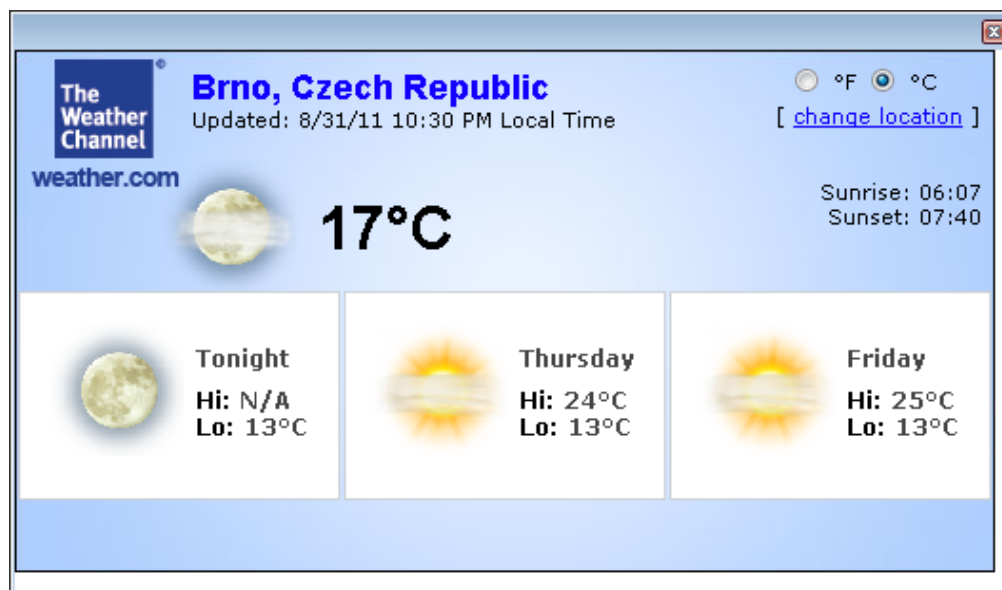 The
Weather
Channel
weather.com
Brno, Czech Republic
Updated: 8/31/11 10:30 PM Local Time
°F °C
[ change location ]
17°C
Sunrise: 06:07
Sunset: 07:40
Tonight
Hi: N/A
Lo: 13°C
Thursday
Hi: 24°C
Lo: 13°C
Friday
Hi: 25°C
Lo: 13°C